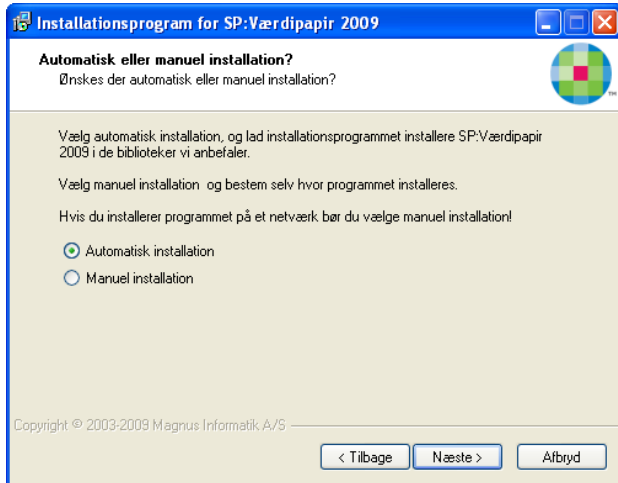 Installationsprogram for SP:Værdipapir 2009
Automatisk eller manuel installation?
Ønskes der automatisk eller manuel installation?
TM
Vælg automatisk installation, og lad installationsprogrammet installere SP:Værdipapir
2009 i de biblioteker vi anbefaler.
Vælg manuel installation og bestem selv hvor programmet installeres.
Hvis du installerer programmet på et netværk bør du vælge manuel installation!
Automatisk installation
Manuel installation
Copyright © 2003-2009 Magnus Informatik A/S
< Tilbage Næste > Afbryd